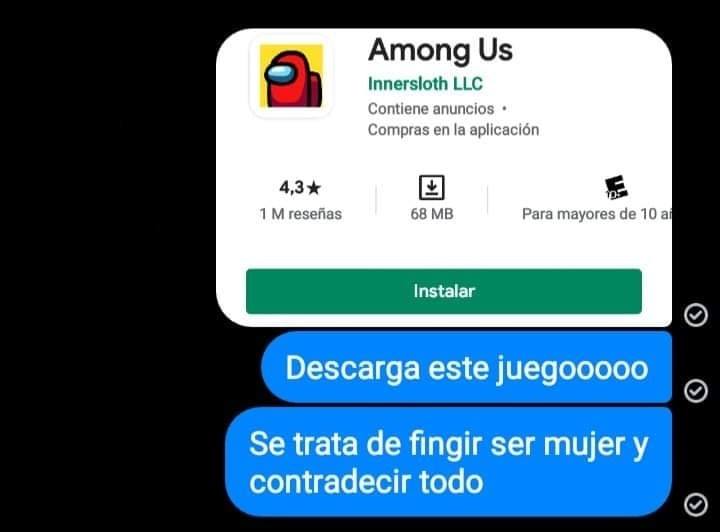 Among Us
Innersloth LLC
Contiene anuncios •
Compras en la aplicación
4,3★
1 M reseñas
68 MB
Para mayores de 10
Instalar
Descarga este juegooooo
Se trata de fingir ser mujer y
contradecir todo